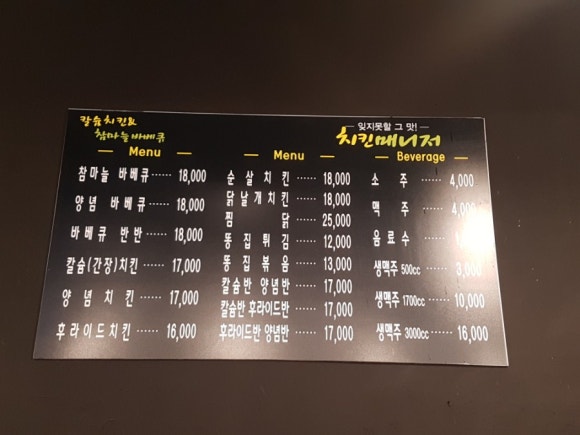 칼슘치킨&
참마늘 바베큐
Menu
참마늘 바베큐 ······ 18,000
양념 바베큐 ······ 18,000
바베큐 반반 ······ 18,000
칼슘(간장)치킨 ······ 17,000
양념치킨 ······ 17,000
후라이드치킨 ······ 16,000
Menu
순살치킨 ······ 18,000
닭날개치킨 ······ 18,000
찜닭 ······ 25,000
똥집튀김 ······ 12,000
똥집볶음 ······ 13,000
칼슘반 양념반 ······ 17,000
칼슘반 후라이드반 ······ 17,000
후라이드반 양념반 ······ 17,000
잊지못할 그 맛!
치킨매니저
Beverage
소주 ······ 4,000
맥주 ······ 4,000
음료수 ······
생맥주 500cc ······ 3,000
생맥주 1700cc ······ 10,000
생맥주 3000cc ······ 16,000